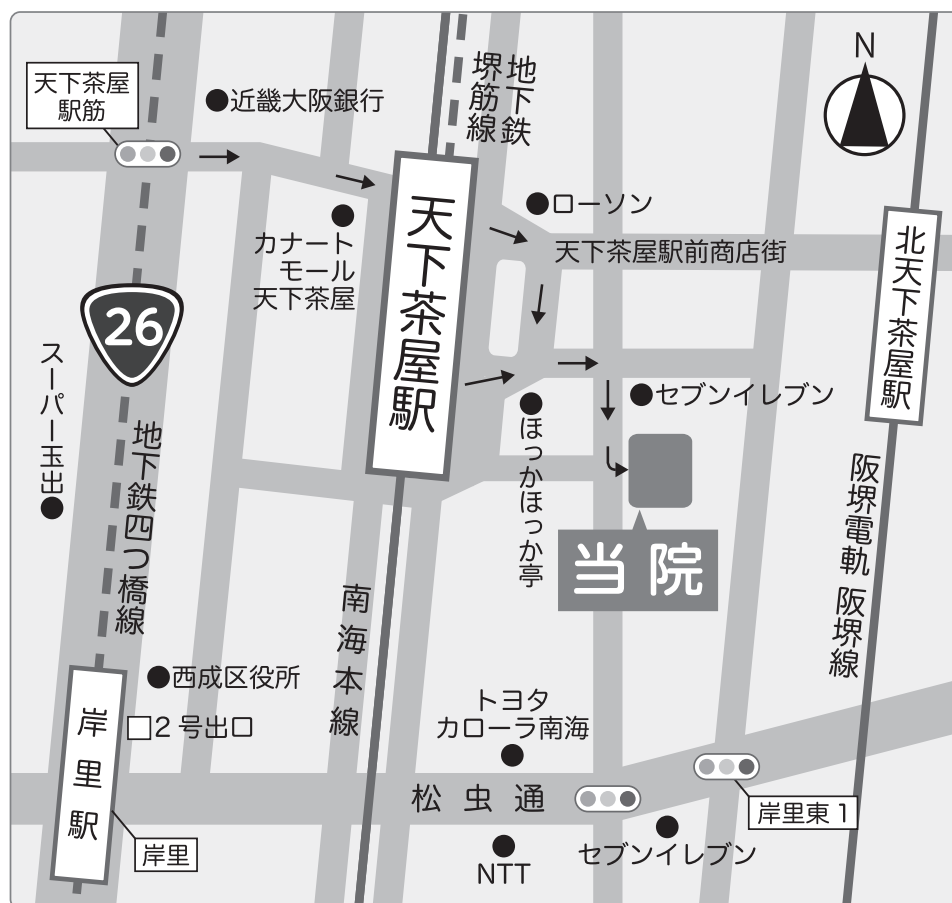 N
天下茶屋
駅筋
近畿大阪銀行
地下鉄
堺筋線
ローソン
カナート
モール
天下茶屋
天下茶屋駅
天下茶屋駅前商店街
北天下茶屋駅
26
スーパー玉出
セブンイレブン
ほっかほっか亭
地下鉄四つ橋線
阪堺電軌 阪堺線
当院
南海本線
西成区役所
2号出口
岸里駅
岸里
トヨタ
カローラ南海
松虫通
岸里東1
セブンイレブン
NTT